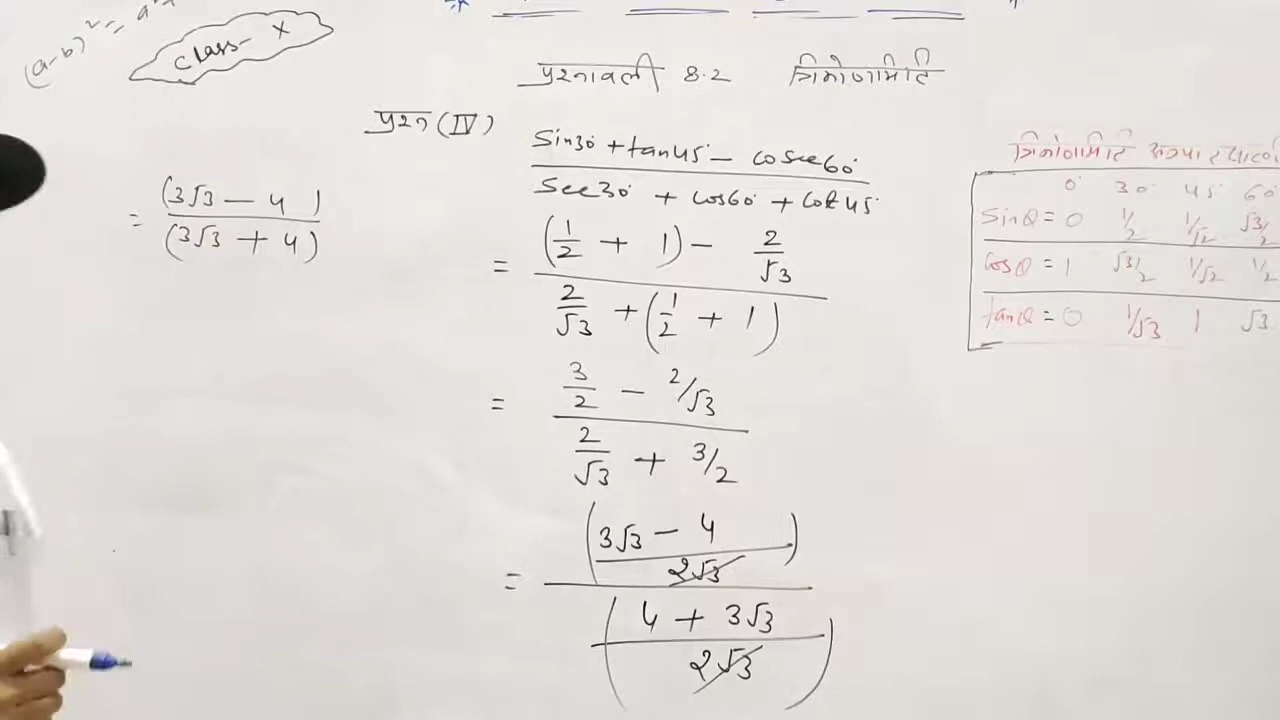 (a-b)² = a²
Class- X
प्रश्नावली 8.2 त्रिकोणमिति
प्रश्न (IV)
Sin30° + tan45° - cosec60°
Sec30° + cos60° + cot45°
= (1/2 + 1) - 2/√3
2/√3 + (1/2 + 1)
= 3/2 - 2/√3
2/√3 + 3/2
= (3√3 - 4 / 2√3)
(4 + 3√3 / 2√3)
= (3√3 - 4)
(3√3 + 4)
त्रिकोणमिति
0° 30° 45° 60
Sinθ = 0 1/2 1/√2 √3/2
Cosθ = 1 √3/2 1/√2 1/2
tanθ = 0 1/√3 1 √3